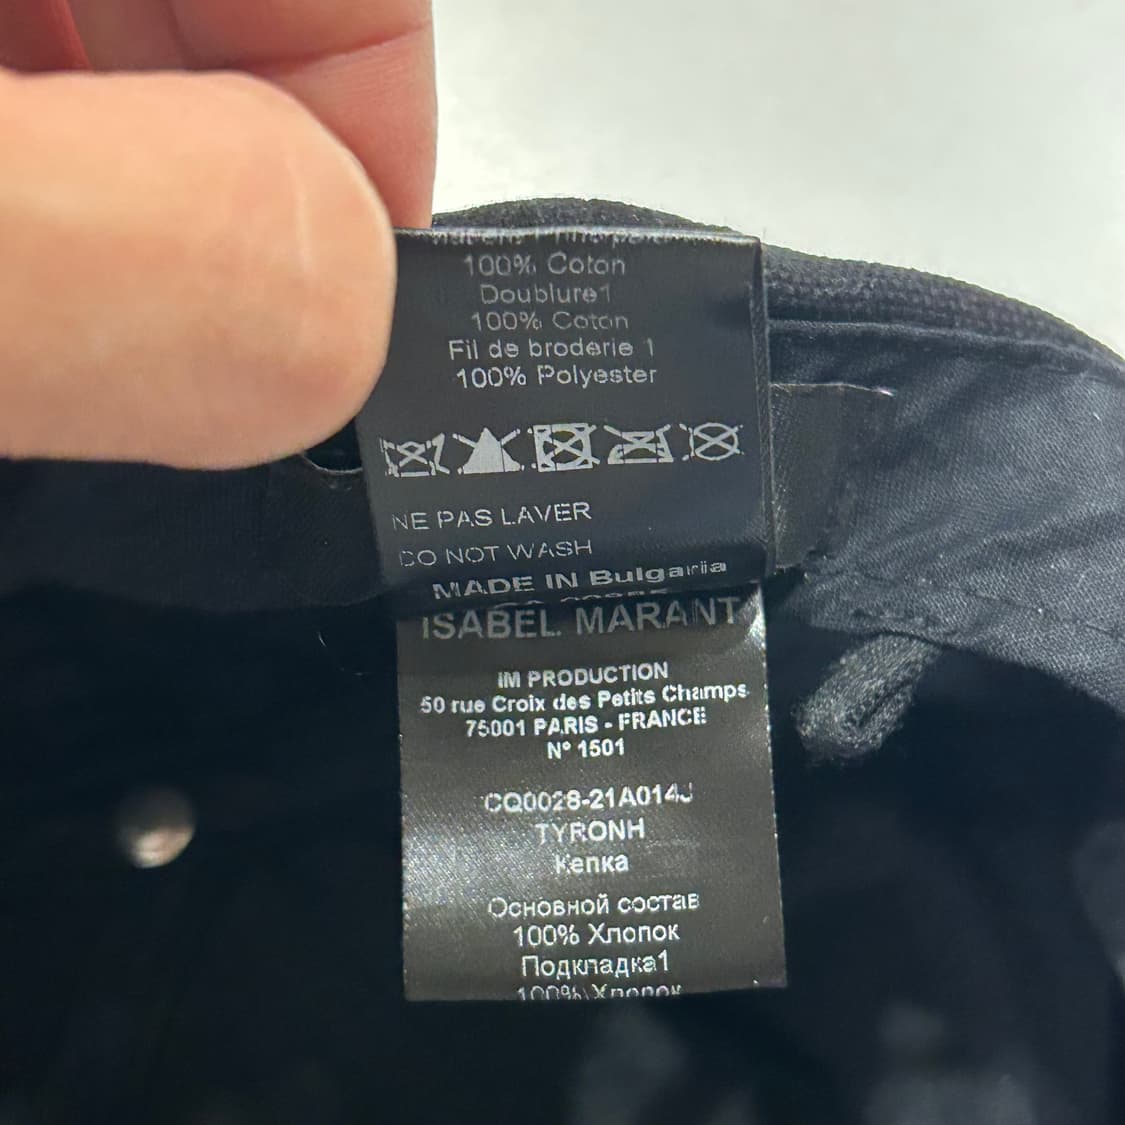 100% Coton
Doublure1
100% Coton
Fil de broderie 1
100% Polyester
NE PAS LAVER
DO NOT WASH
MADE IN Bulgaria
ISABEL MARANT
IM PRODUCTION
50 rue Croix des Petits Champs
75001 PARIS - FRANCE
N° 1501
CQ0028-21A014J
TYRONH
Кепка
Основной состав
100% Хлопок
Подкладка1
100% Хлопок